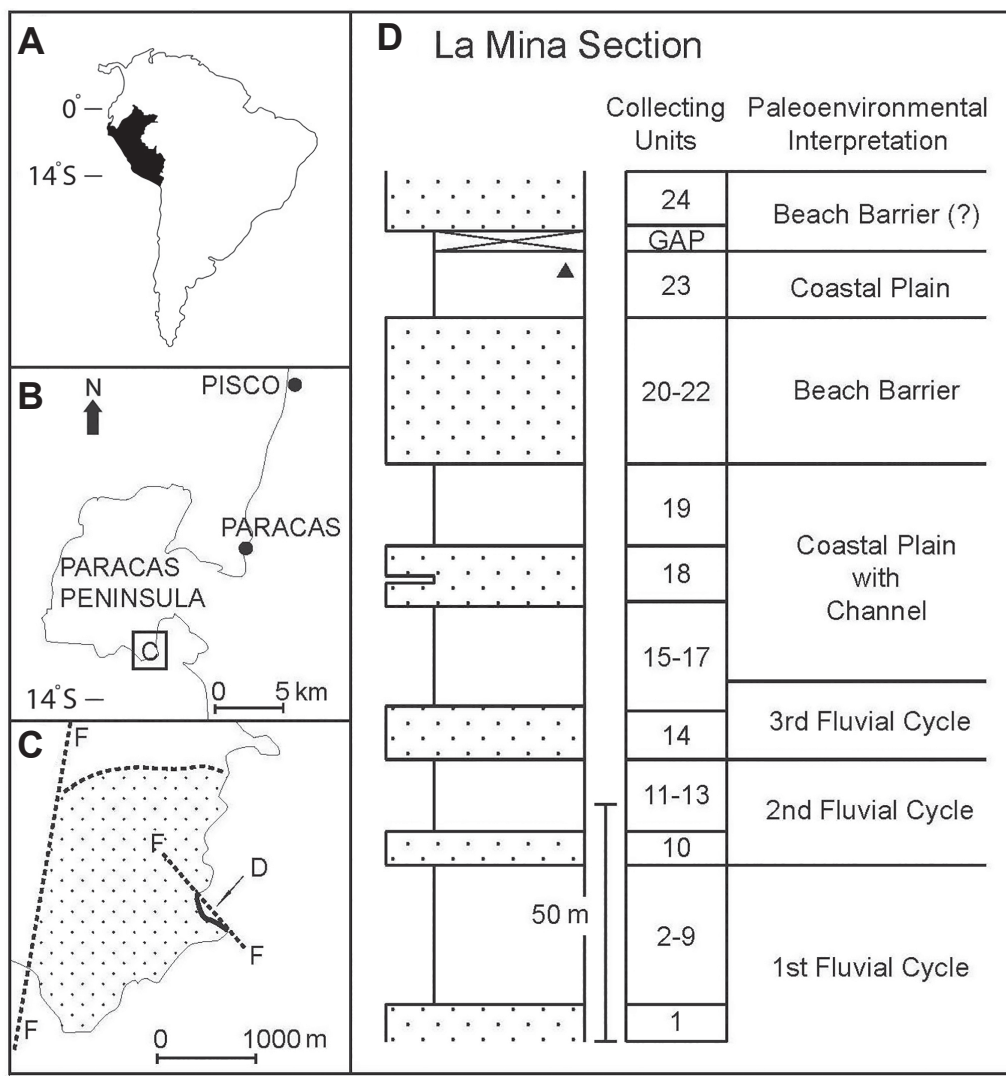 A
0°
14°S
B
N
PISCO
PARACAS
PARACAS
PENINSULA
C
14°S
0 5 km
C
F
F
D
F
F
0 1000 m
D La Mina Section
Collecting
Units
Paleoenvironmental
Interpretation
24
Beach Barrier (?)
GAP
23
Coastal Plain
20-22
Beach Barrier
19
18
Coastal Plain
with
Channel
15-17
14
3rd Fluvial Cycle
11-13
10
2nd Fluvial Cycle
50 m
2-9
1
1st Fluvial Cycle